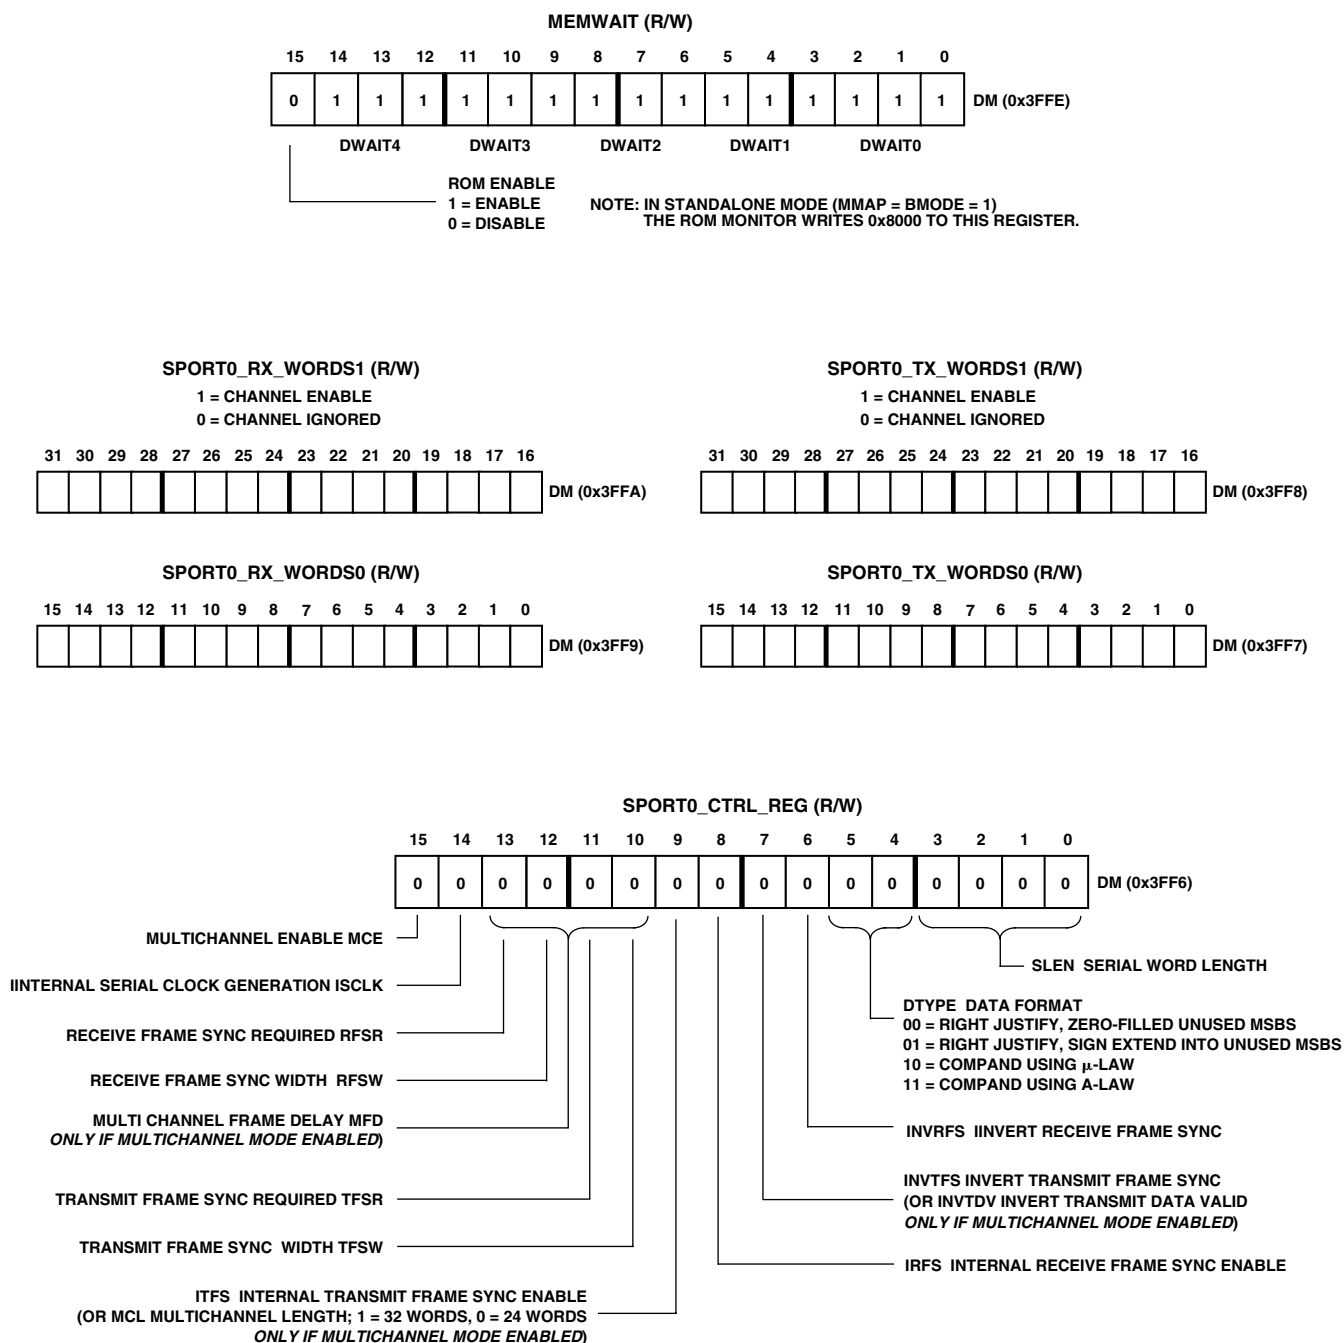 MEMWAIT (R/W)
15 14 13 12 11 10 9 8 7 6 5 4 3 2 1 0
0 1 1 1 1 1 1 1 1 1 1 1 1 1 1 1 DM (0x3FFE)
DWAIT4 DWAIT3 DWAIT2 DWAIT1 DWAIT0
ROM ENABLE
1 = ENABLE
0 = DISABLE
NOTE: IN STANDALONE MODE (MMAP = BMODE = 1)
THE ROM MONITOR WRITES 0x8000 TO THIS REGISTER.
SPORT0_RX_WORDS1 (R/W)
1 = CHANNEL ENABLE
0 = CHANNEL IGNORED
31 30 29 28 27 26 25 24 23 22 21 20 19 18 17 16
DM (0x3FFA)
SPORT0_TX_WORDS1 (R/W)
1 = CHANNEL ENABLE
0 = CHANNEL IGNORED
31 30 29 28 27 26 25 24 23 22 21 20 19 18 17 16
DM (0x3FF8)
SPORT0_RX_WORDS0 (R/W)
15 14 13 12 11 10 9 8 7 6 5 4 3 2 1 0
DM (0x3FF9)
SPORT0_TX_WORDS0 (R/W)
15 14 13 12 11 10 9 8 7 6 5 4 3 2 1 0
DM (0x3FF7)
SPORT0_CTRL_REG (R/W)
15 14 13 12 11 10 9 8 7 6 5 4 3 2 1 0
0 0 0 0 0 0 0 0 0 0 0 0 0 0 0 0 DM (0x3FF6)
MULTICHANNEL ENABLE MCE
IINTERNAL SERIAL CLOCK GENERATION ISCLK
RECEIVE FRAME SYNC REQUIRED RFSR
RECEIVE FRAME SYNC WIDTH RFSW
MULTI CHANNEL FRAME DELAY MFD
ONLY IF MULTICHANNEL MODE ENABLED)
TRANSMIT FRAME SYNC REQUIRED TFSR
TRANSMIT FRAME SYNC WIDTH TFSW
ITFS INTERNAL TRANSMIT FRAME SYNC ENABLE
(OR MCL MULTICHANNEL LENGTH; 1 = 32 WORDS, 0 = 24 WORDS
ONLY IF MULTICHANNEL MODE ENABLED)
SLEN SERIAL WORD LENGTH
DTYPE DATA FORMAT
00 = RIGHT JUSTIFY, ZERO-FILLED UNUSED MSBS
01 = RIGHT JUSTIFY, SIGN EXTEND INTO UNUSED MSBS
10 = COMPAND USING μ-LAW
11 = COMPAND USING A-LAW
INVRFS IINVERT RECEIVE FRAME SYNC
INVTFS INVERT TRANSMIT FRAME SYNC
(OR INVTDV INVERT TRANSMIT DATA VALID
ONLY IF MULTICHANNEL MODE ENABLED)
IRFS INTERNAL RECEIVE FRAME SYNC ENABLE